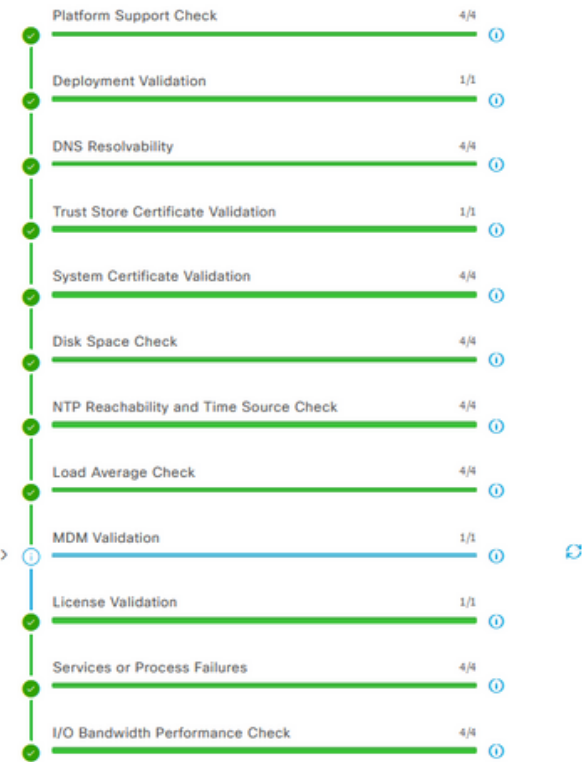 Platform Support Check 4/4
Deployment Validation 1/1
DNS Resolvability 4/4
Trust Store Certificate Validation 1/1
System Certificate Validation 4/4
Disk Space Check 4/4
NTP Reachability and Time Source Check 4/4
Load Average Check 4/4
MDM Validation 1/1
License Validation 1/1
Services or Process Failures 4/4
I/O Bandwidth Performance Check 4/4